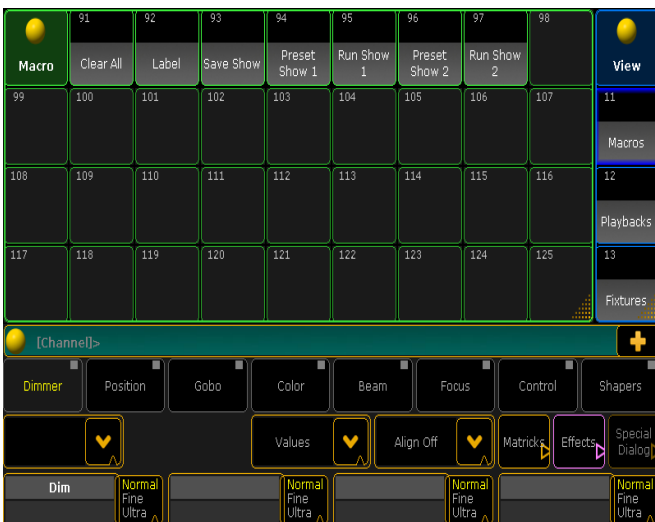 91 92 93 94 95 96 97 98
Macro Clear All Label Save Show Preset Show 1 Run Show 1 Preset Show 2 Run Show 2 View
99 100 101 102 103 104 105 106 107 11
Macros
108 109 110 111 112 113 114 115 116 12
Playbacks
117 118 119 120 121 122 123 124 125 13
Fixtures
[Channel]>
Dimmer Position Gobo Color Beam Focus Control Shapers
Values Align Off Matricks Effects Special Dialog
Dim Normal Normal Normal Normal
Fine Fine Fine Fine
Ultra Ultra Ultra Ultra